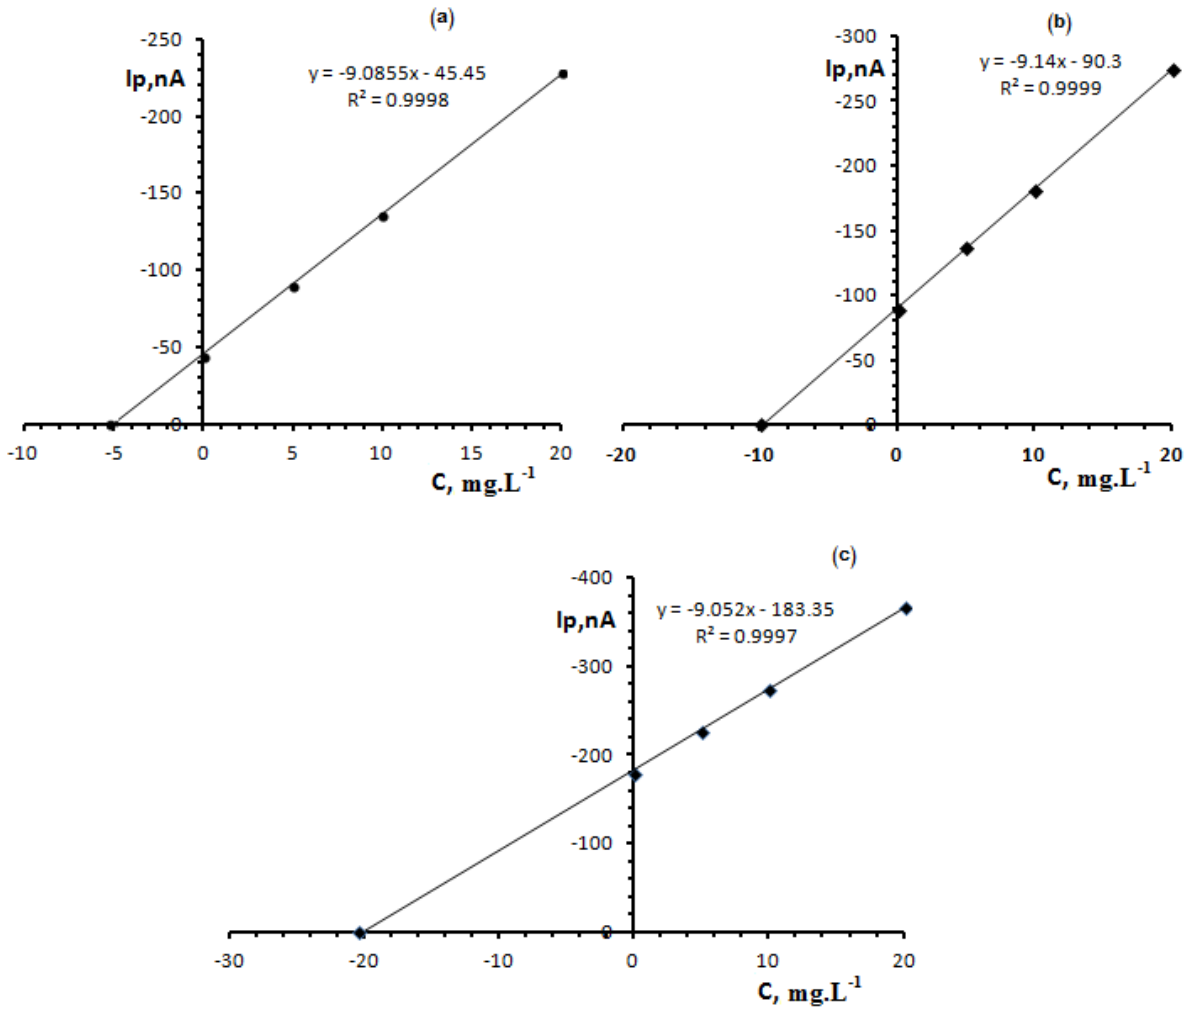 (a)
-250
Ip,nA
y = -9.0855x - 45.45
R² = 0.9998
-200
-150
-100
-50
0
-10 -5 0 5 10 15 20
C, mg.L⁻¹
(b)
-300
Ip,nA
y = -9.14x - 90.3
R² = 0.9999
-250
-200
-150
-100
-50
0
-20 -10 0 10 20
C, mg.L⁻¹
(c)
-400
Ip,nA
y = -9.052x - 183.35
R² = 0.9997
-300
-200
-100
0
-30 -20 -10 0 10 20
C, mg.L⁻¹